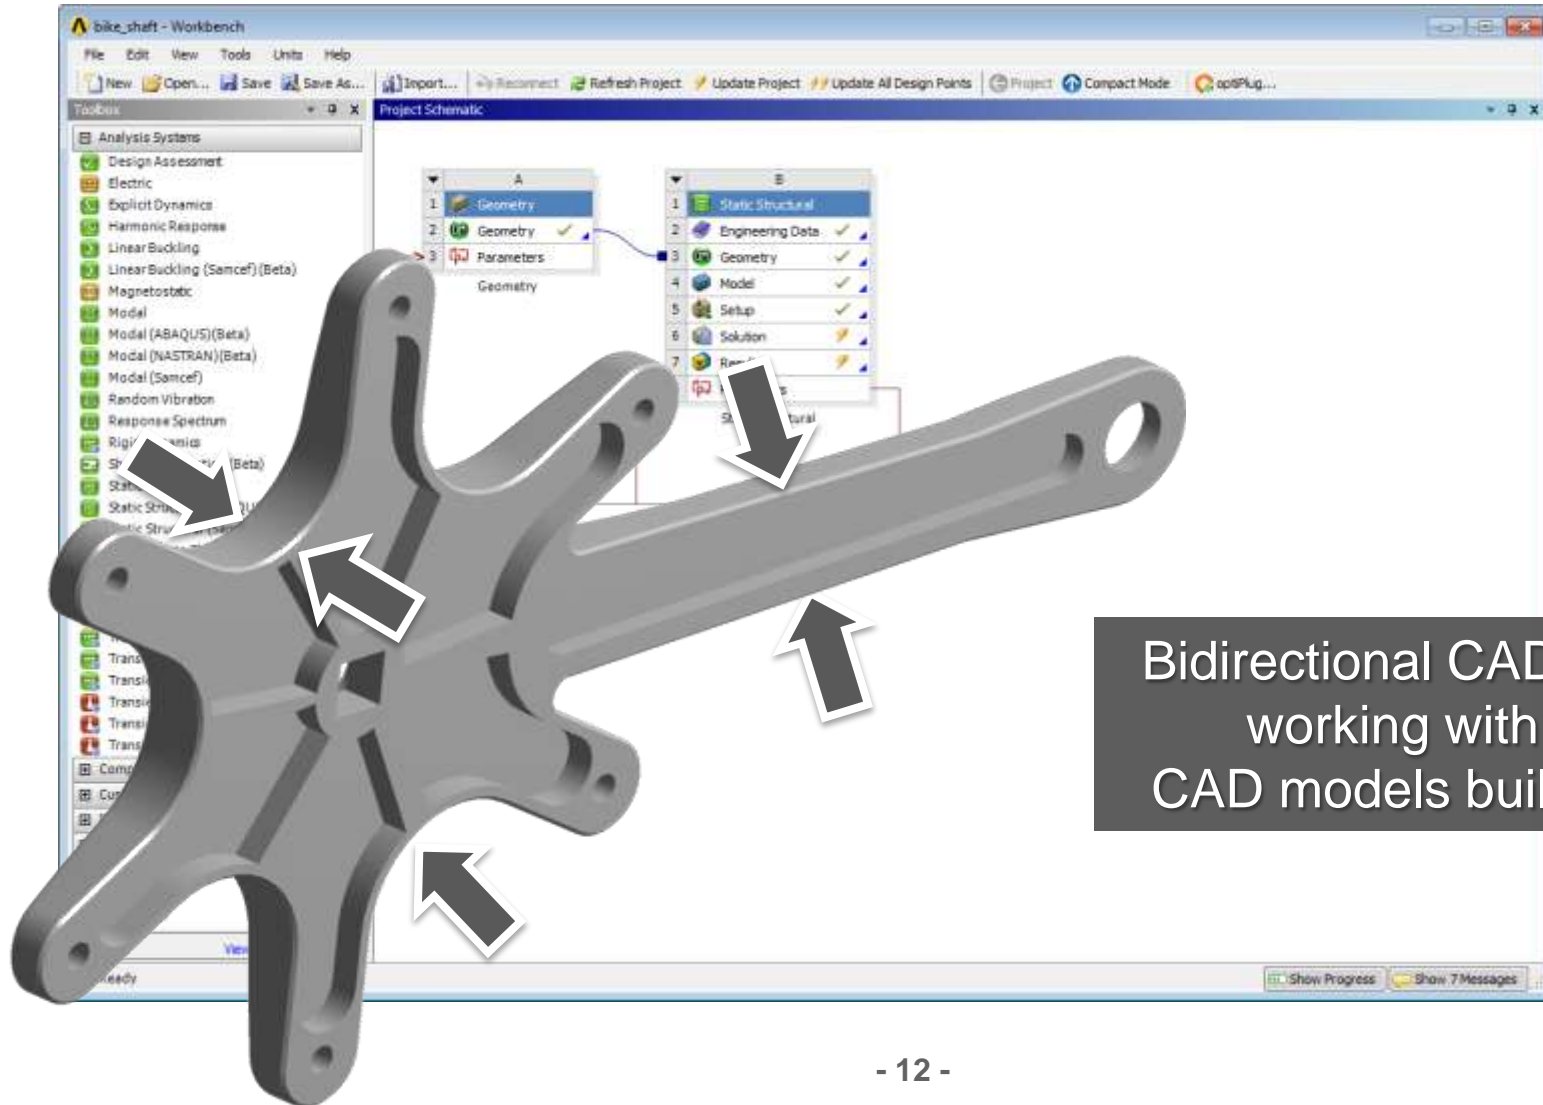 bike_shaft - Workbench
File Edit View Tools Units Help
New Open... Save Save As... Import... Reconnect Refresh Project Update Project Update All Design Points Project Compact Mode optiPlug...
Toolbox
Project Schematic
Analysis Systems
Design Assessment
Electric
Explicit Dynamics
Harmonic Response
Linear Buckling
Linear Buckling (Samcef)(Beta)
Magnetostatic
Modal
Modal (ABAQUS)(Beta)
Modal (NASTRAN)(Beta)
Modal (Samcef)
Random Vibration
Response Spectrum
A
1 Geometry
2 Geometry
3 Parameters
Geometry
B
1 Static Structural
2 Engineering Data
3 Geometry
4 Model
5 Setup
6 Solution
7
Bidirectional CAD
working with
CAD models buil
Show Progress Show 7 Messages
- 12 -